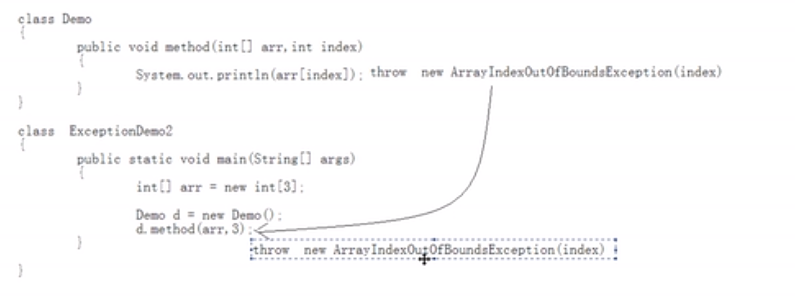 class Demo
{
public void method(int[] arr,int index)
{
System.out.println(arr[index]); throw new ArrayIndexOutOfBoundsException(index)
}
}
class ExceptionDemo2
{
public static void main(String[] args)
{
int[] arr = new int[3];
Demo d = new Demo();
d.method(arr,3);
}
throw new ArrayIndexOutOfBoundsException(index)
}